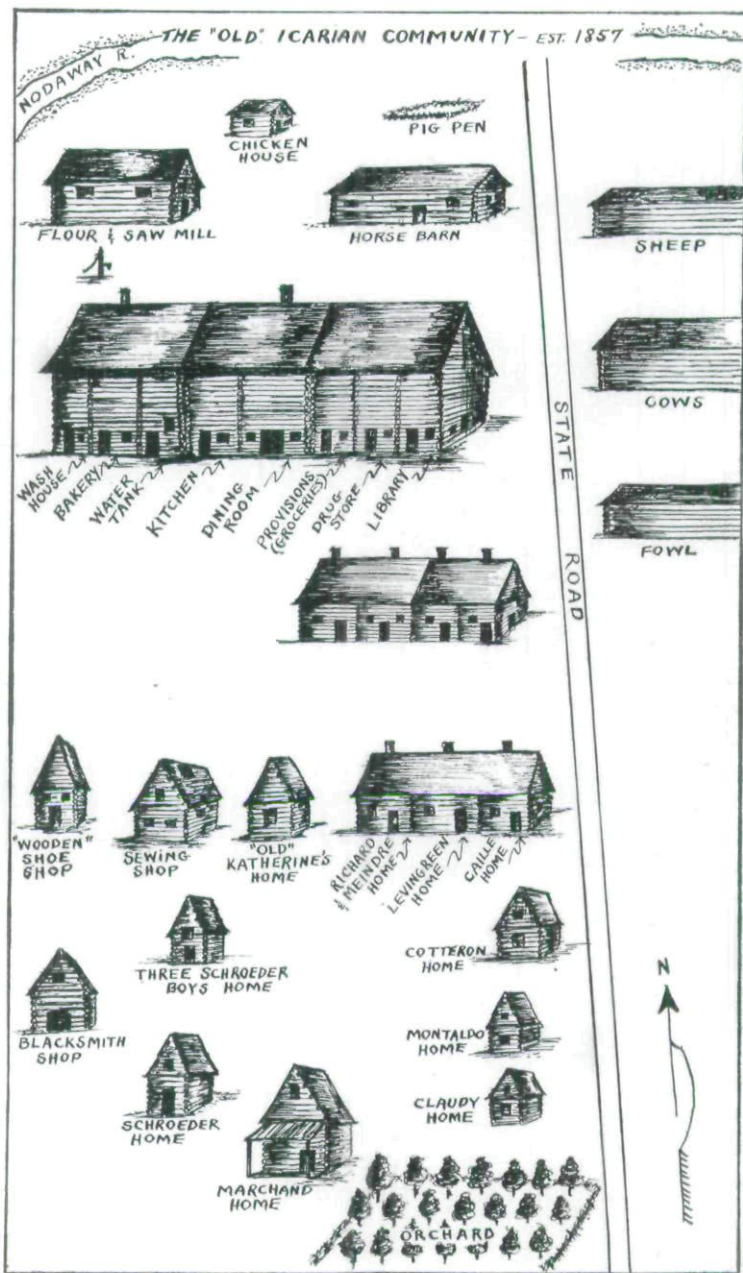 THE "OLD" ICARIAN COMMUNITY - EST. 1857
NODAWAY R.
CHICKEN
HOUSE
PIG PEN
FLOUR & SAW MILL
HORSE BARN
SHEEP
COWS
FOWL
WASH
HOUSE
BAKERY
WATER
TANK
KITCHEN
DINING
ROOM
PROVISIONS
(GROCERIES)
DRUG
STORE
LIBRARY
STATE ROAD
"WOODEN"
SHOE
SHOP
SEWING
SHOP
"OLD"
KATHERINE'S
HOME
RICHARD
& MEINDRE
HOME
LEVINGREEN
HOME
CAILLE
HOME
THREE SCHROEDER
BOYS HOME
COTTERON
HOME
BLACKSMITH
SHOP
MONTALDO
HOME
SCHROEDER
HOME
CLAUDY
HOME
MARCHAND
HOME
ORCHARD
N